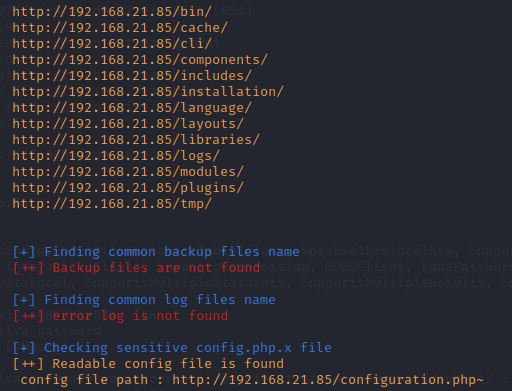 http://192.168.21.85/bin/
http://192.168.21.85/cache/
http://192.168.21.85/cli/
http://192.168.21.85/components/
http://192.168.21.85/includes/
http://192.168.21.85/installation/
http://192.168.21.85/language/
http://192.168.21.85/layouts/
http://192.168.21.85/libraries/
http://192.168.21.85/logs/
http://192.168.21.85/modules/
http://192.168.21.85/plugins/
http://192.168.21.85/tmp/
[+] Finding common backup files name
[++] Backup files are not found
[+] Finding common log files name
[++] error log is not found
[+] Checking sensitive config.php.x file
[++] Readable config file is found
config file path : http://192.168.21.85/configuration.php~